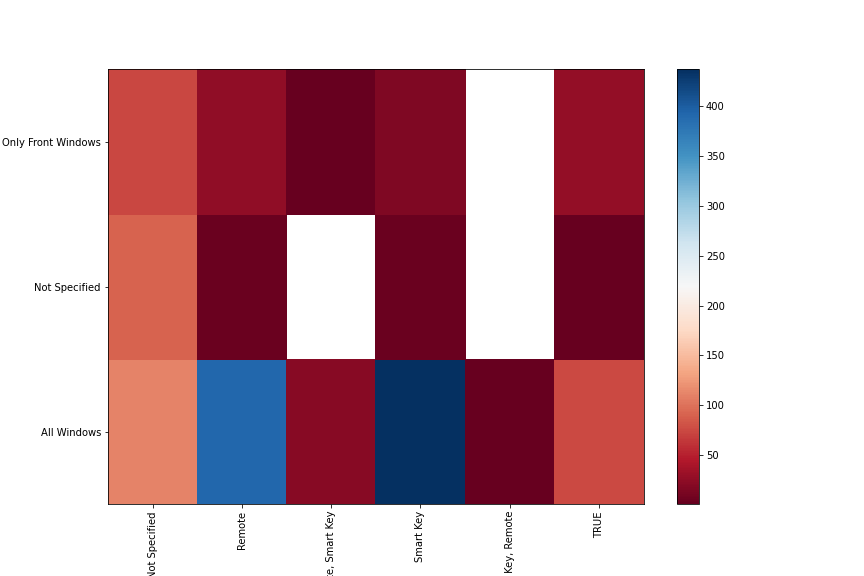 Only Front Windows
Not Specified
All Windows
Not Specified
Remote
e, Smart Key
Smart Key
Key, Remote
TRUE
400
350
300
250
200
150
100
50